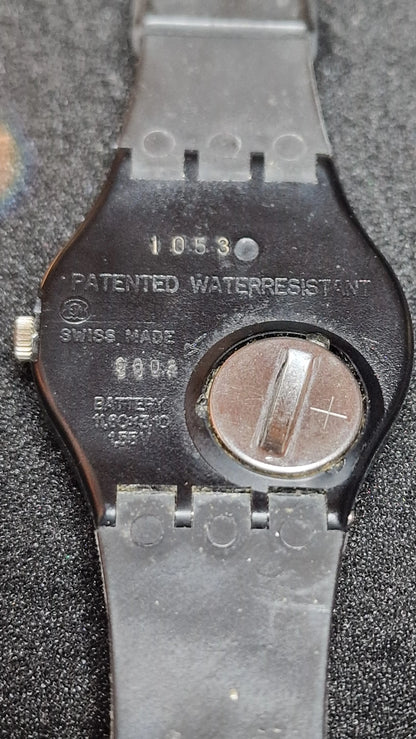 1053
PATENTED WATERRESISTANT
SWISS MADE
BATTERY
1.55V